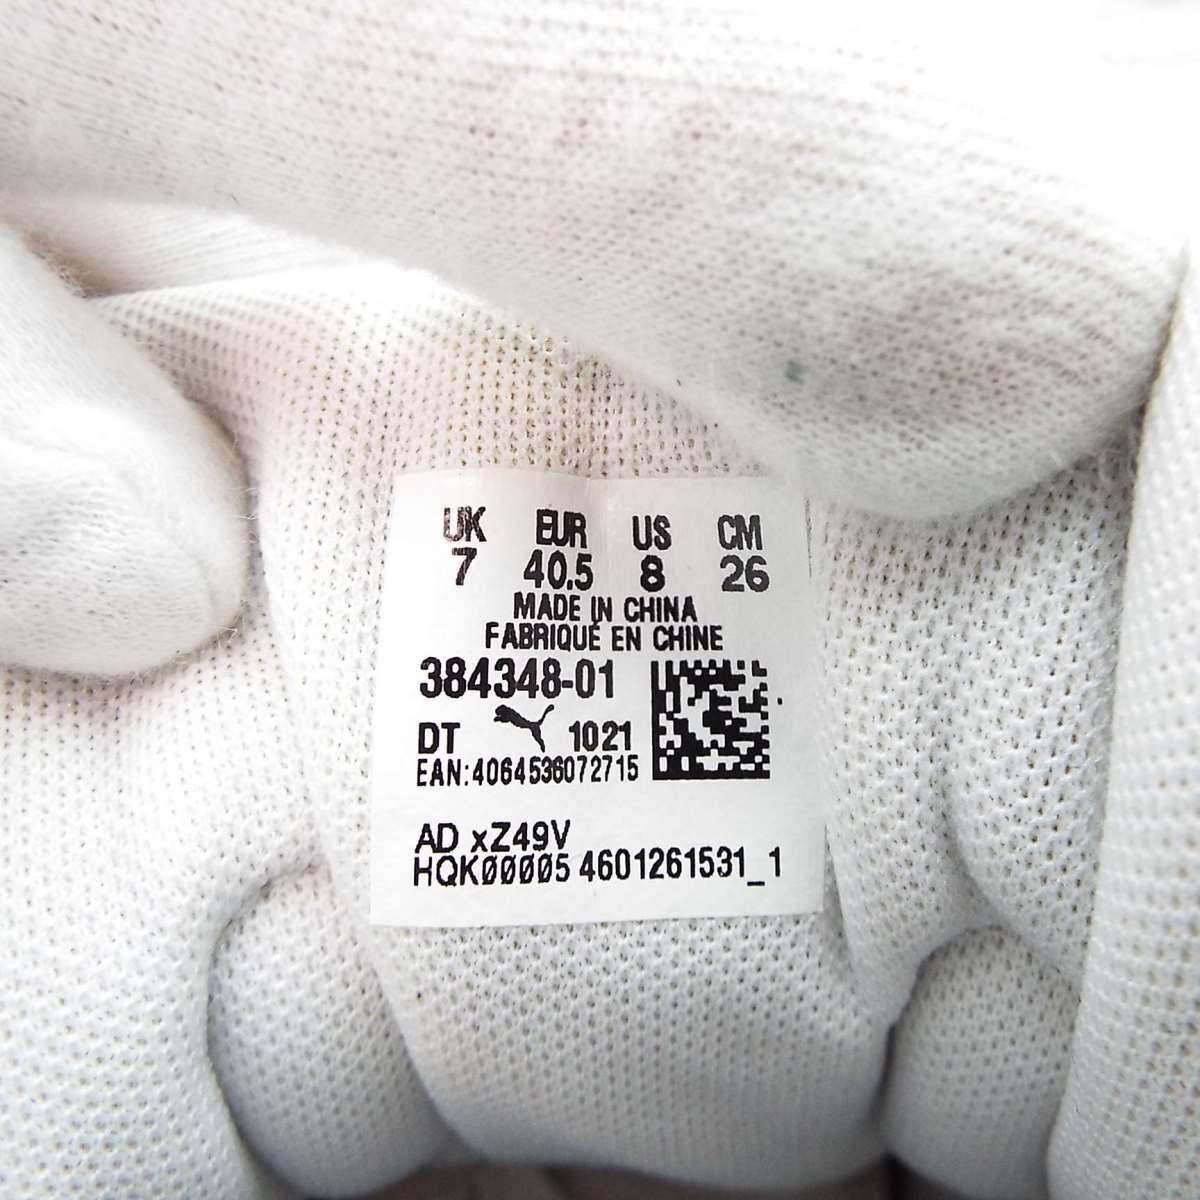 UK EUR US CM
7 40.5 8 26
MADE IN CHINA
FABRIQUÉ EN CHINE
384348-01
DT 1021
EAN:4064536072715
AD xZ49V
HQKØØØØ5 4601261531_1